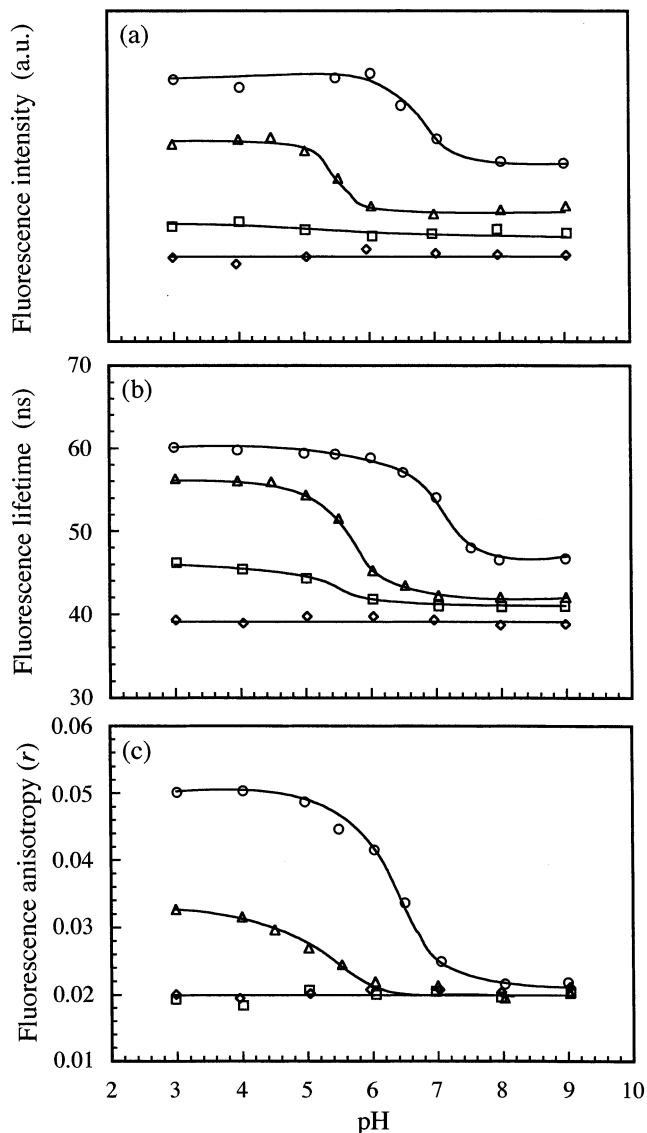 (a)
Fluorescence intensity (a.u.)
70
(b)
60
50
40
30
Fluorescence lifetime (ns)
0.06
(c)
0.05
0.04
0.03
0.02
0.01
Fluorescence anisotropy (r)
2 3 4 5 6 7 8 9 10
pH